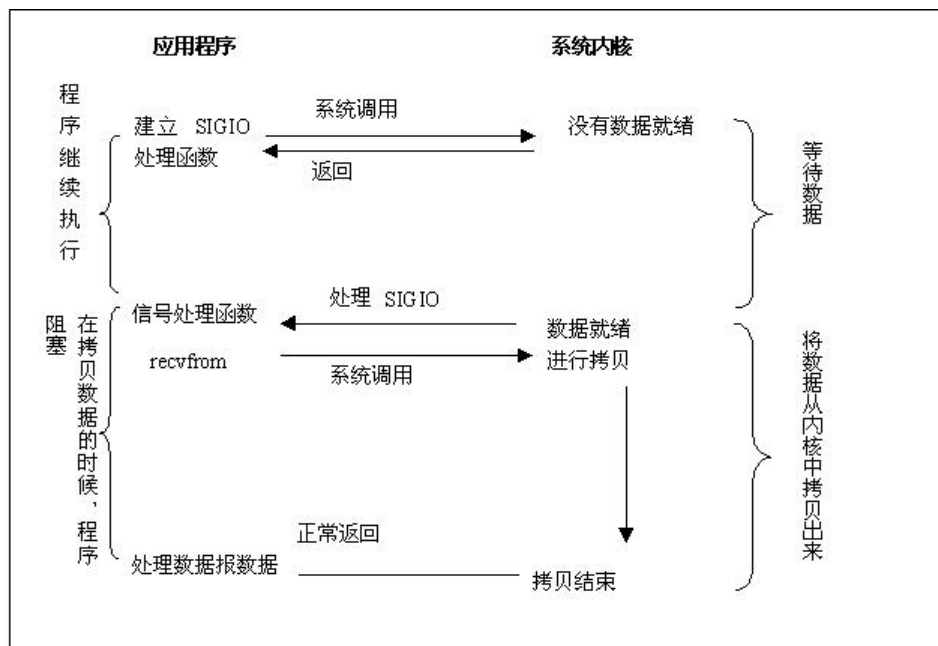 应用程序
系统内核
程序继续执行
建立 SIGIO
处理函数
系统调用
返回
没有数据就绪
等待数据
信号处理函数
处理 SIGIO
数据就绪
recvfrom
系统调用
进行拷贝
在拷贝数据的时候，程序
阻塞
将数据从内核中拷贝出来
正常返回
处理数据报数据
拷贝结束